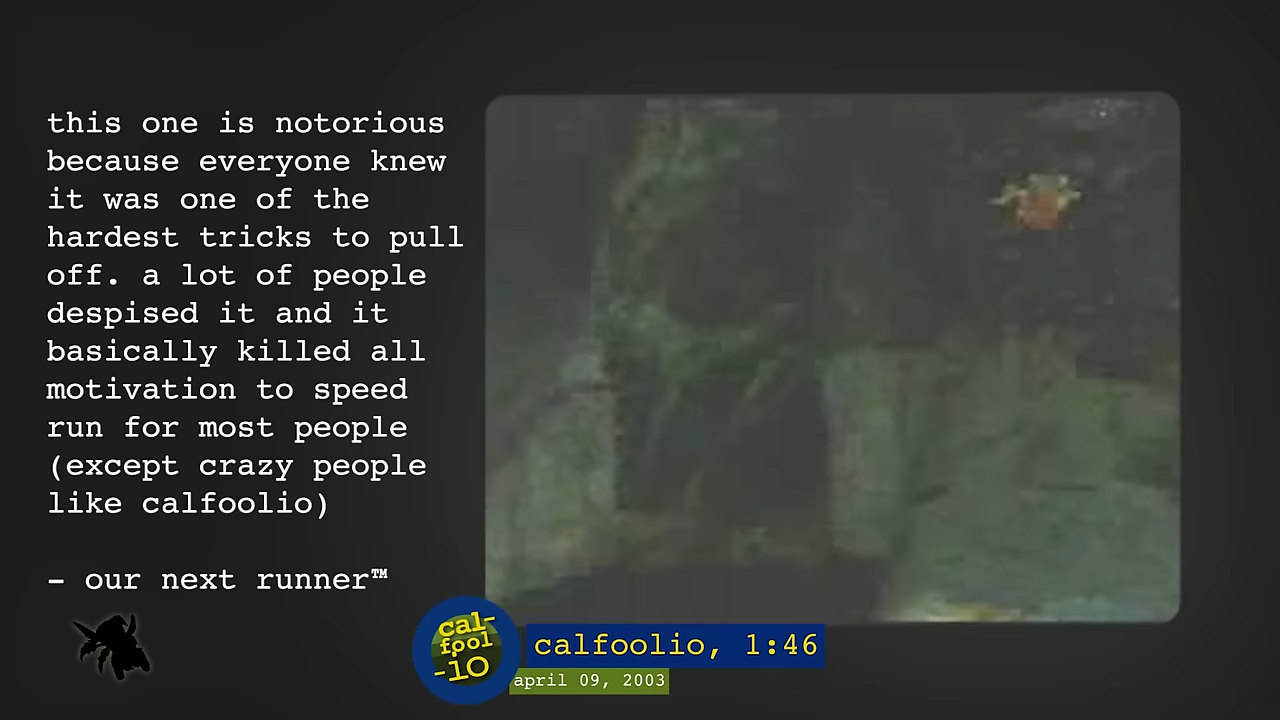 this one is notorious
because everyone knew
it was one of the
hardest tricks to pull
off. a lot of people
despised it and it
basically killed all
motivation to speed
run for most people
(except crazy people
like calfoolio)
- our next runner™
cal-
fool
-io
calfoolio, 1:46
april 09, 2003